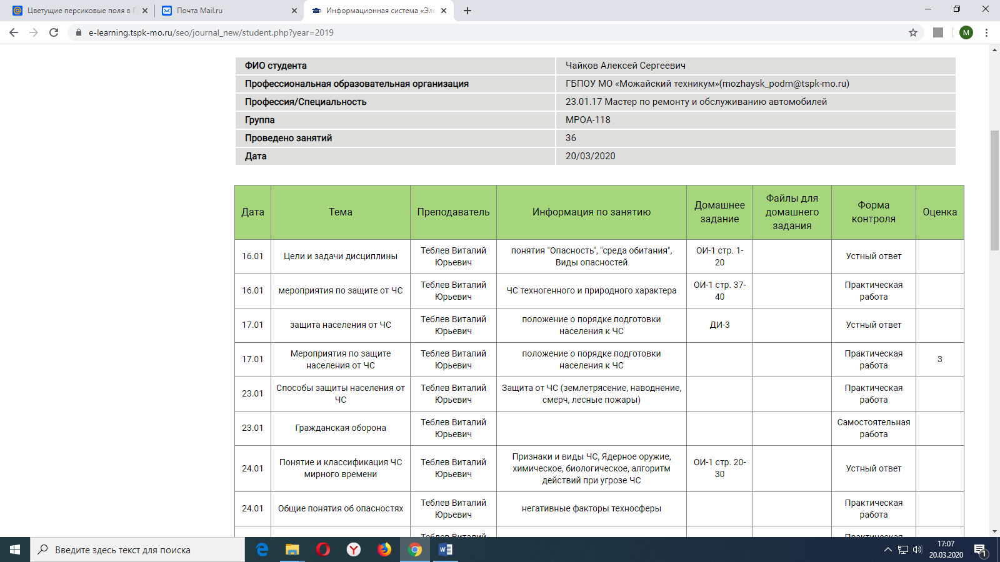 Цветущие персиковые поля в Г
Почта Mail.ru
Информационная система «Эле
e-learning.tspk-mo.ru/seo/journal_new/student.php?year=2019
M
ФИО студента Чайков Алексей Сергеевич
Профессиональная образовательная организация ГБПОУ МО «Можайский техникум»(mozhaysk_podm@tspk-mo.ru)
Профессия/Специальность 23.01.17 Мастер по ремонту и обслуживанию автомобилей
Группа МРОА-118
Проведено занятий 36
Дата 20/03/2020
Дата
Тема
Преподаватель
Информация по занятию
Домашнее
задание
Файлы для
домашнего
задания
Форма
контроля
Оценка
16.01
Цели и задачи дисциплины
Теблев Виталий
Юрьевич
понятия "Опасность", "среда обитания",
Виды опасностей
ОИ-1 стр. 1-
20
Устный ответ
16.01
мероприятия по защите от ЧС
Теблев Виталий
Юрьевич
ЧС техногенного и природного характера
ОИ-1 стр. 37-
40
Практическая
работа
17.01
защита населения от ЧС
Теблев Виталий
Юрьевич
положение о порядке подготовки
населения к ЧС
ДИ-3
Устный ответ
17.01
Мероприятия по защите
населения от ЧС
Теблев Виталий
Юрьевич
положение о порядке подготовки
населения к ЧС
Практическая
работа
3
23.01
Способы защиты населения от
ЧС
Теблев Виталий
Юрьевич
Защита от ЧС (землетрясение, наводнение,
смерч, лесные пожары)
Практическая
работа
23.01
Гражданская оборона
Теблев Виталий
Юрьевич
Самостоятельная
работа
24.01
Понятие и классификация ЧС
мирного времени
Теблев Виталий
Юрьевич
Признаки и виды ЧС, Ядерное оружие,
химическое, биологическое, алгоритм
действий при угрозе ЧС
ОИ-1 стр. 20-
30
Устный ответ
24.01
Общие понятия об опасностях
Теблев Виталий
Юрьевич
негативные факторы техносферы
Практическая
работа
Теблев Виталий
Практическая
Введите здесь текст для поиска
17:07
20.03.2020
1